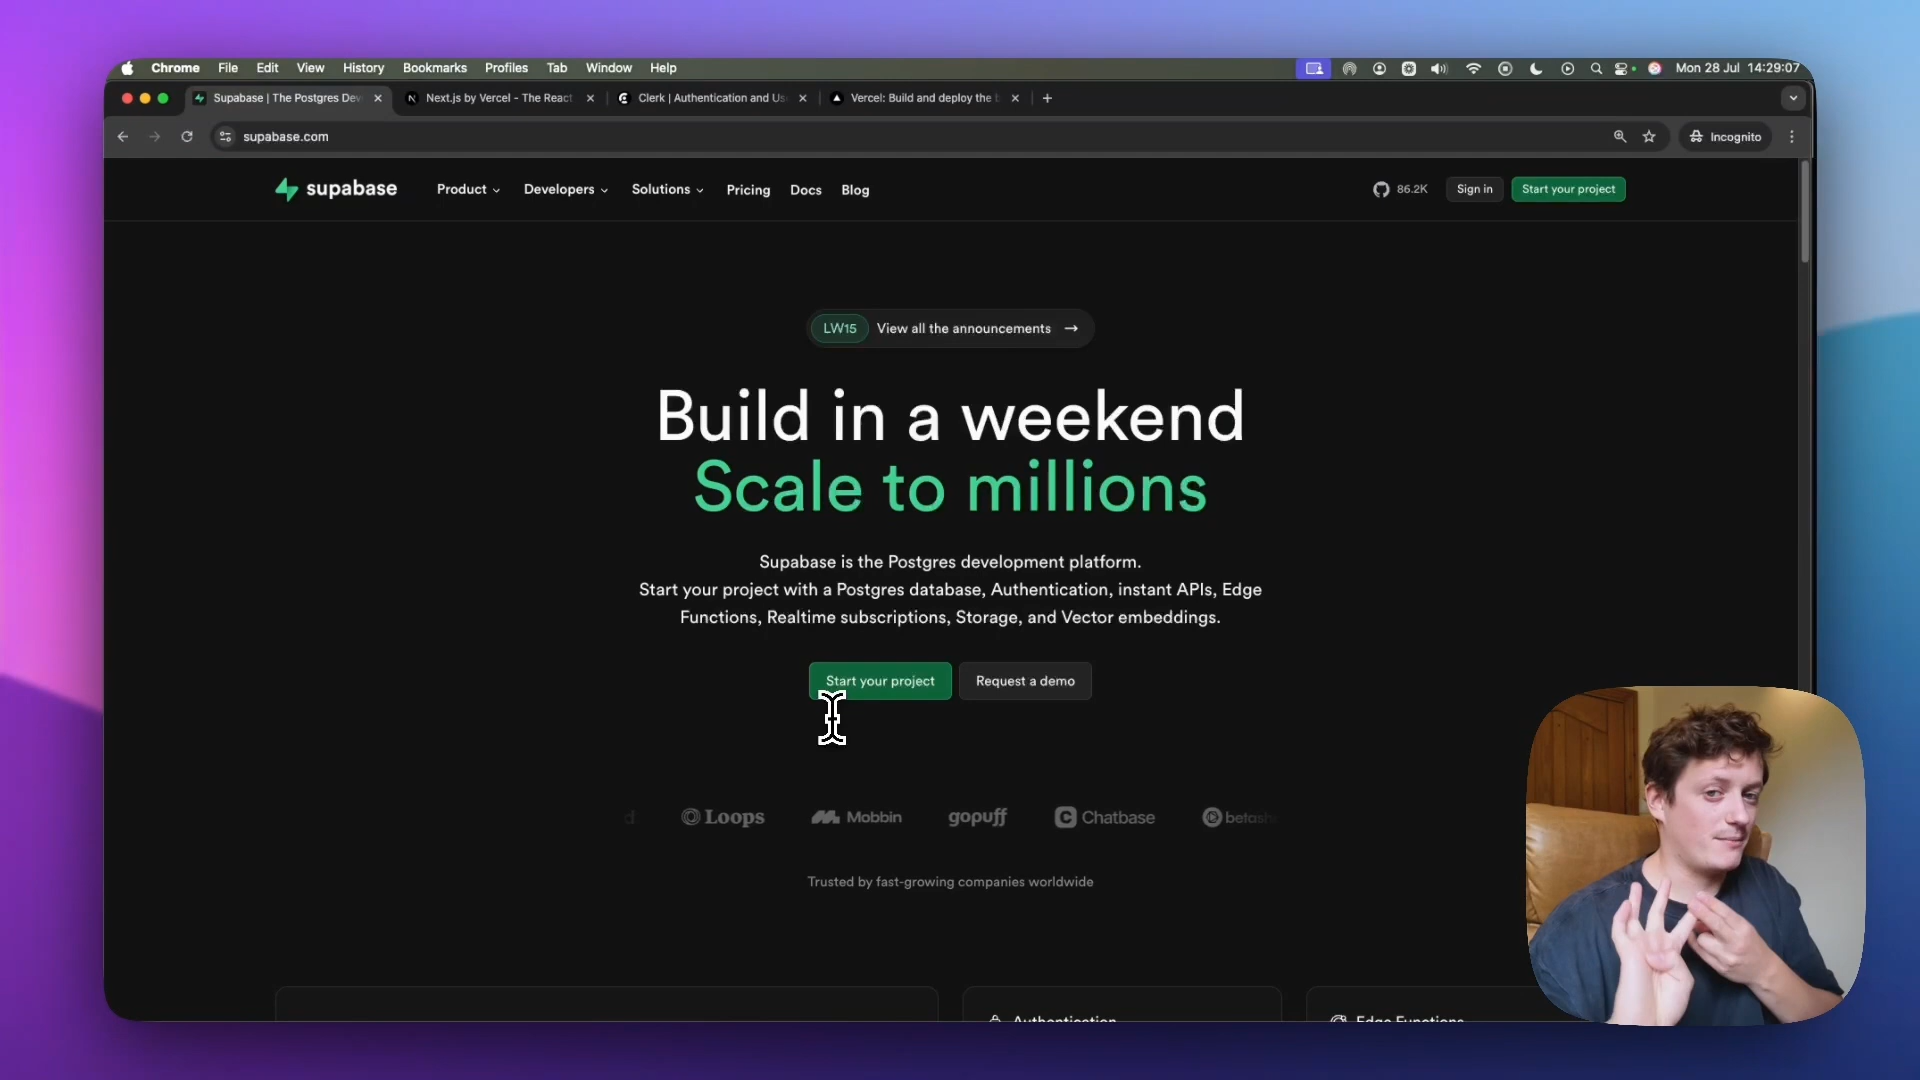 Chrome File Edit View History Bookmarks Profiles Tab Window Help Mon 28 Jul 14:29:07
Supabase | The Postgres Dev Next.js by Vercel - The React Clerk | Authentication and Us Vercel: Build and deploy the b
supabase.com Incognito
supabase Product Developers Solutions Pricing Docs Blog 86.2K Sign in Start your project
LW15 View all the announcements →
Build in a weekend
Scale to millions
Supabase is the Postgres development platform.
Start your project with a Postgres database, Authentication, instant APIs, Edge
Functions, Realtime subscriptions, Storage, and Vector embeddings.
Start your project Request a demo
d Loops Mobbin gopuff Chatbase betash
Trusted by fast-growing companies worldwide
Authentication Edge Functions